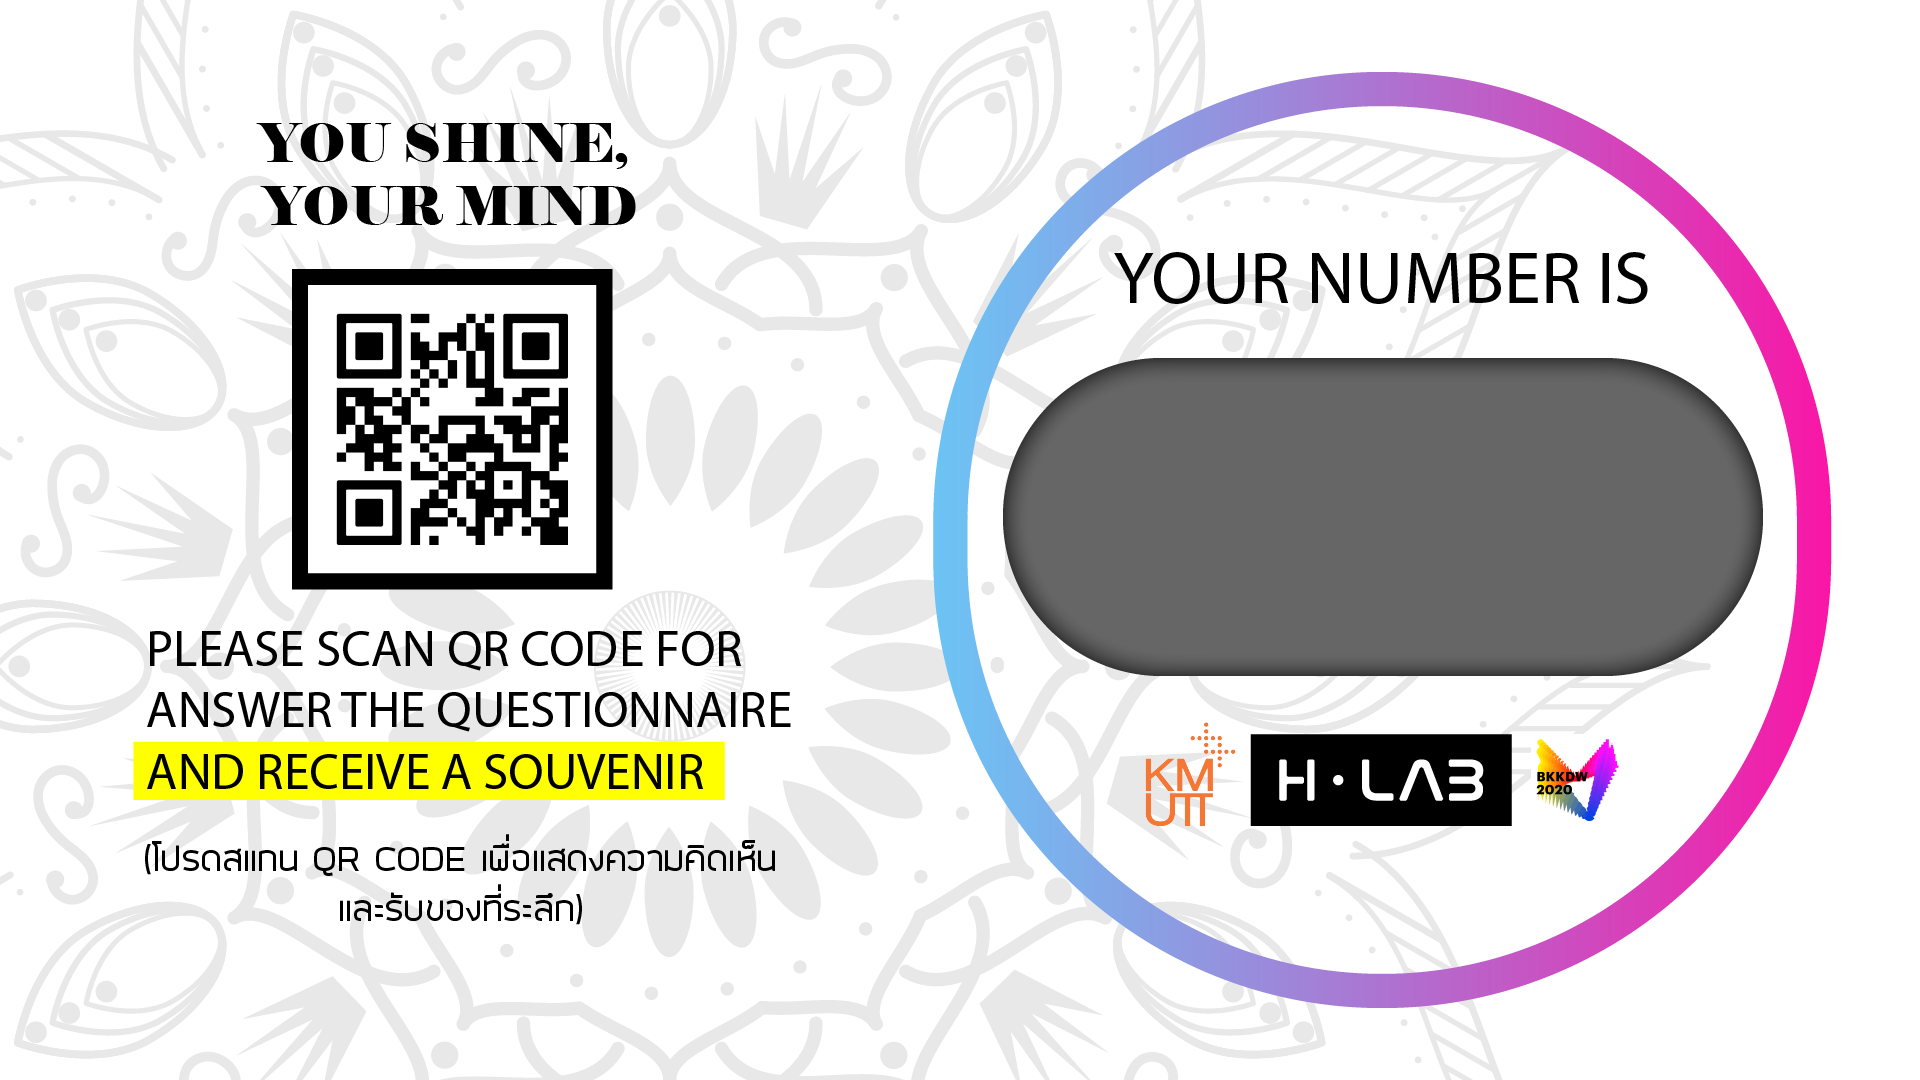 YOU SHINE,
YOUR MIND
PLEASE SCAN QR CODE FOR
ANSWER THE QUESTIONNAIRE
AND RECEIVE A SOUVENIR
(โปรดสแกน QR CODE เพื่อแสดงความคิดเห็น
และรับของที่ระลึก)
YOUR NUMBER IS
KM
UTT
H·LAB
BKKDW
2020